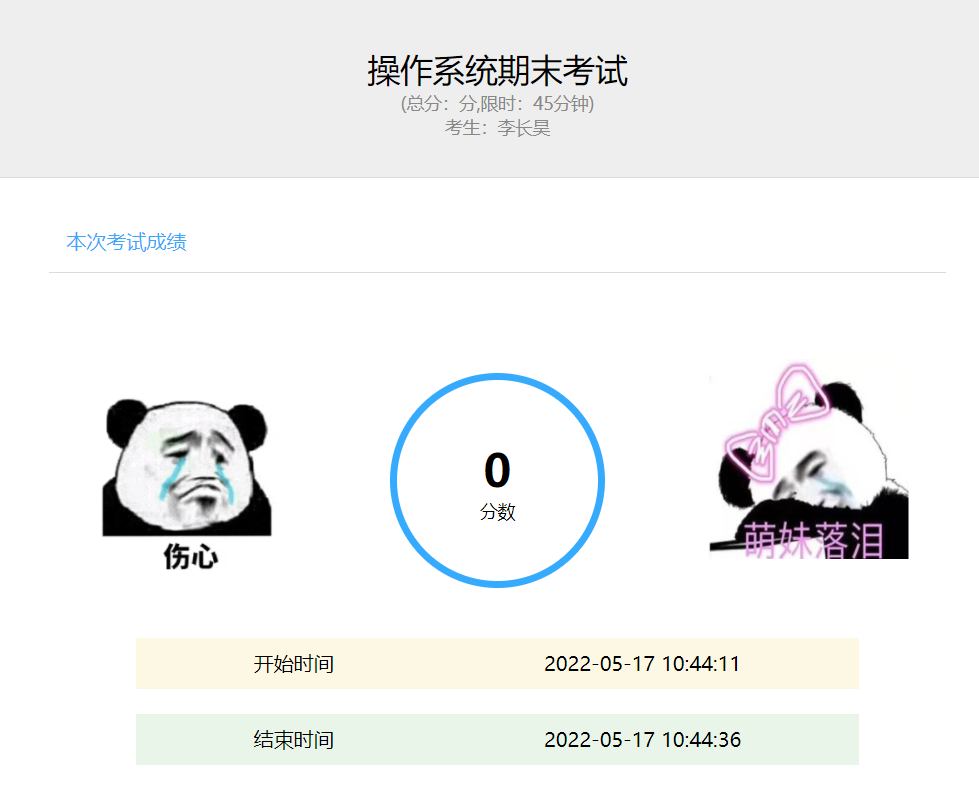 操作系统期末考试
(总分：分,限时：45分钟)
考生：李长昊
本次考试成绩
伤心
0
分数
萌妹落泪
开始时间 2022-05-17 10:44:11
结束时间 2022-05-17 10:44:36